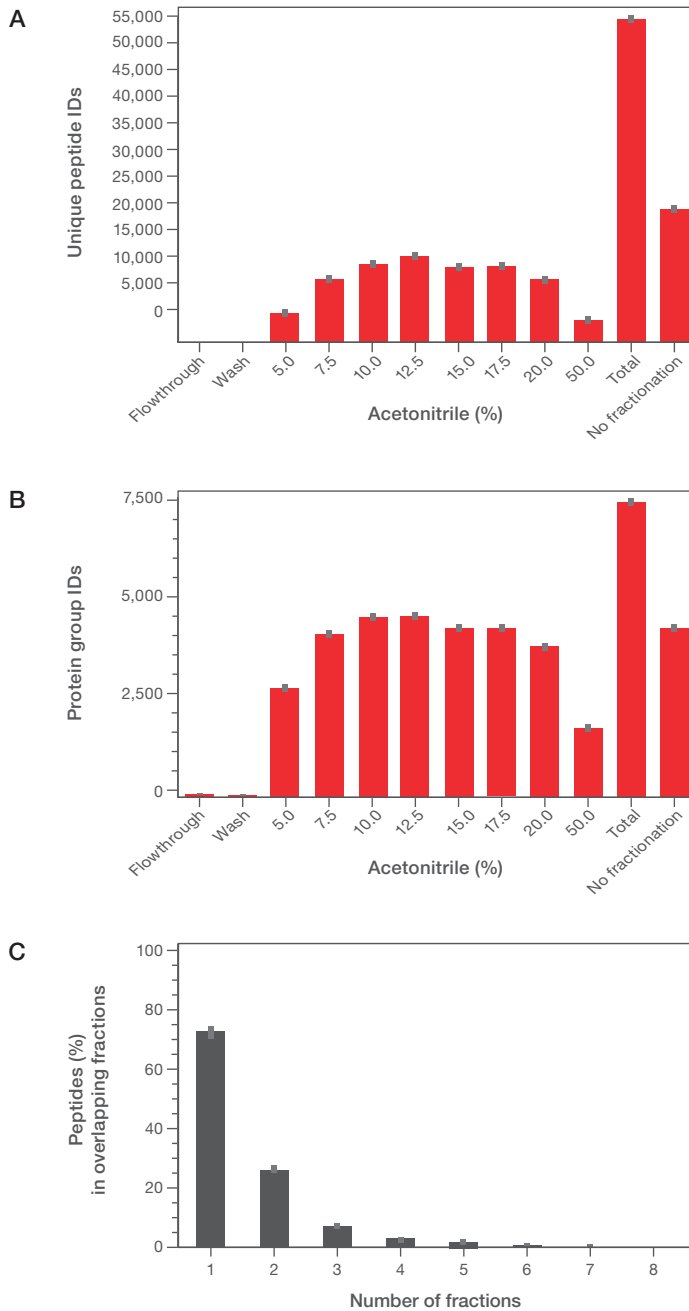 A
Unique peptide IDs
55,000
50,000
45,000
40,000
35,000
30,000
25,000
20,000
15,000
10,000
5,000
0
Flowthrough
Wash
5.0
7.5
10.0
12.5
15.0
17.5
20.0
50.0
Total
No fractionation
Acetonitrile (%)
B
Protein group IDs
7,500
5,000
2,500
0
Flowthrough
Wash
5.0
7.5
10.0
12.5
15.0
17.5
20.0
50.0
Total
No fractionation
Acetonitrile (%)
C
Peptides (%)
in overlapping fractions
100
80
60
40
20
0
1 2 3 4 5 6 7 8
Number of fractions